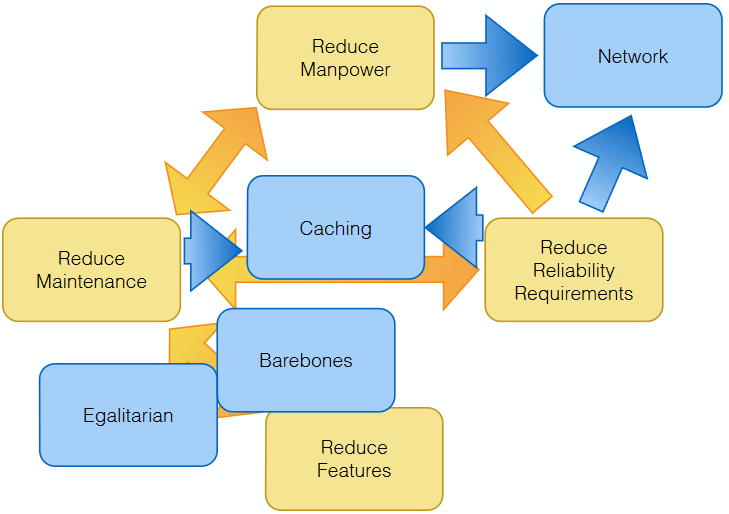 Reduce
Manpower
Network
Caching
Reduce
Maintenance
Reduce
Reliability
Requirements
Barebones
Egalitarian
Reduce
Features